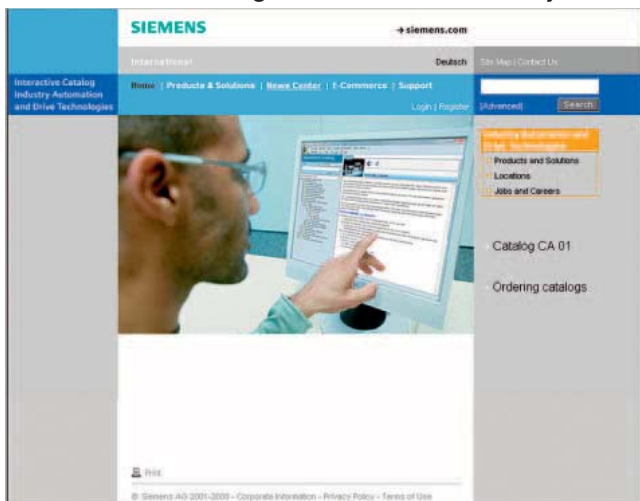 SIEMENS
→ siemens.com
International
Deutsch
Site Map | Contact Us
Interactive Catalog
Industry Automation
and Drive Technologies
Home | Products & Solutions | News Center | E-Commerce | Support
Login | Register
[Advanced]
Search
Industry Automation and
Drive Technologies
Products and Solutions
Locations
Jobs and Careers
Catalog CA 01
Ordering catalogs
Print
© Siemens AG 2001-2008 - Corporate Information - Privacy Policy - Terms of Use